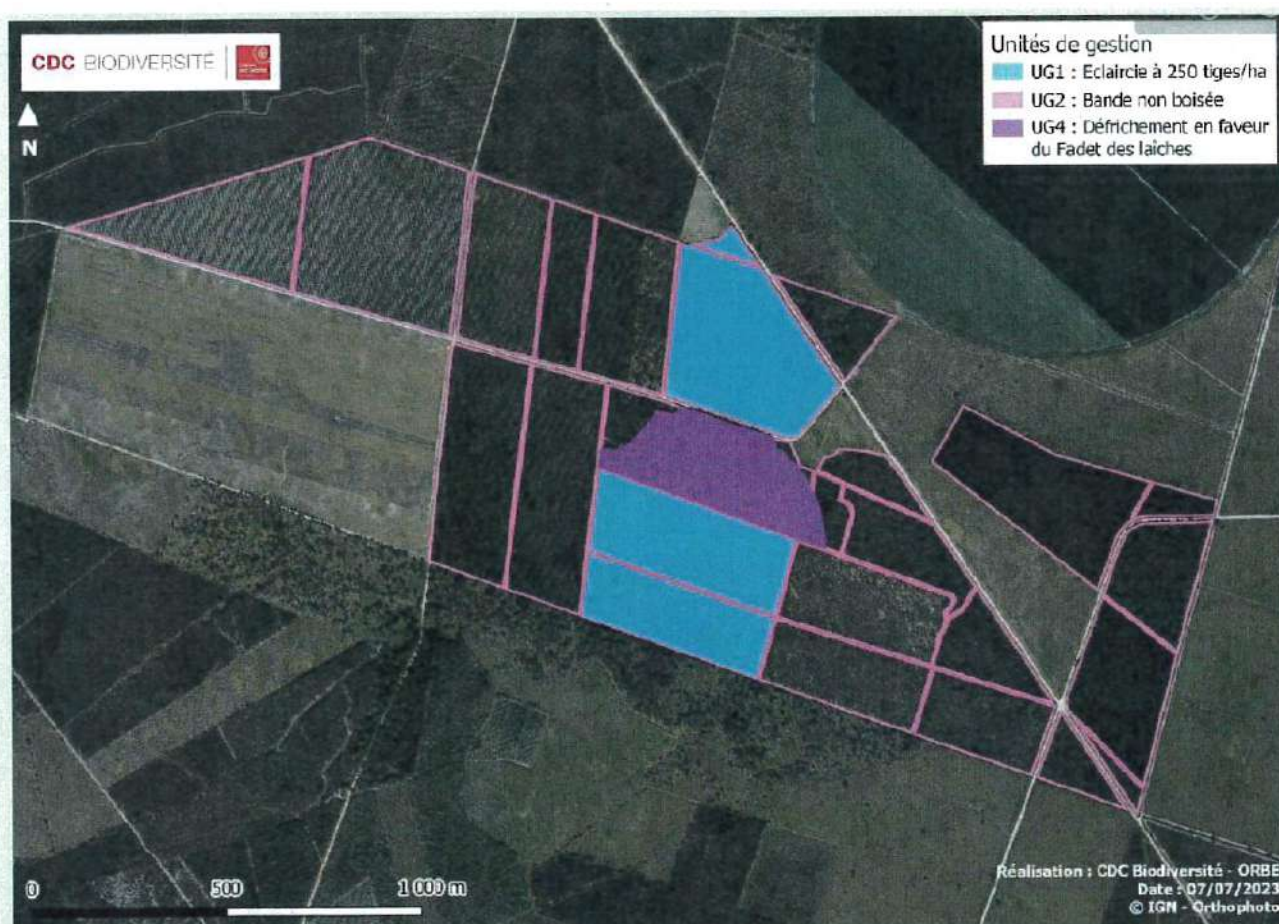 CDC BIODIVERSITÉ
N
Unités de gestion
UG1 : Eclaircie à 250 tiges/ha
UG2 : Bande non boisée
UG4 : Défrichement en faveur
du Fadet des laîches
0 500 1 000 m
Réalisation : CDC Biodiversité - ORBE
Date : 07/07/2023
© IGN - Orthophoto